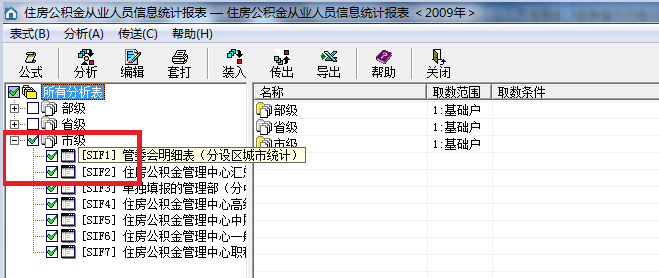 住房公积金从业人员信息统计报表 — 住房公积金从业人员信息统计报表 <2009年>
表式(B) 分析(A) 传送(C) 帮助(H)
公式 分析 编辑 套打 装入 传出 导出 帮助 关闭
所有分析表
部级
省级
市级
[SIF1] 管委会明细表（分设区城市统计）
[SIF2] 住房公积金管理中心汇总
[SIF3] 单独填报的管理部（分中
[SIF4] 住房公积金管理中心高级
[SIF5] 住房公积金管理中心中层
[SIF6] 住房公积金管理中心一般
[SIF7] 住房公积金管理中心职称
名称 取数范围 取数条件
部级 1:基础户
省级 1:基础户
市级 1:基础户